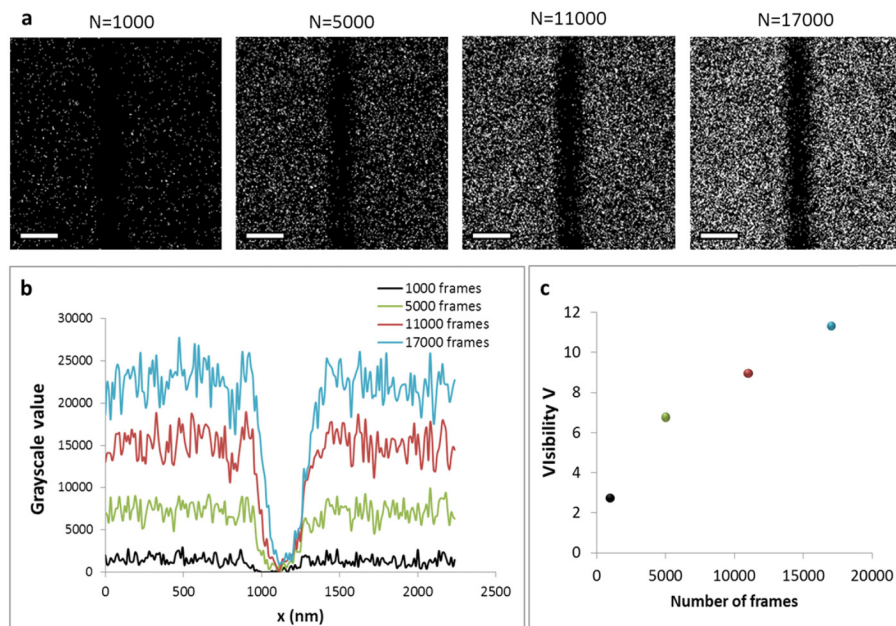 a
N=1000 N=5000 N=11000 N=17000
b
1000 frames
5000 frames
11000 frames
17000 frames
30000
25000
20000
15000
10000
5000
0
Grayscale value
0 500 1000 1500 2000 2500
x (nm)
c
12
10
8
6
4
2
0
VIsibility V
0 5000 10000 15000 20000
Number of frames